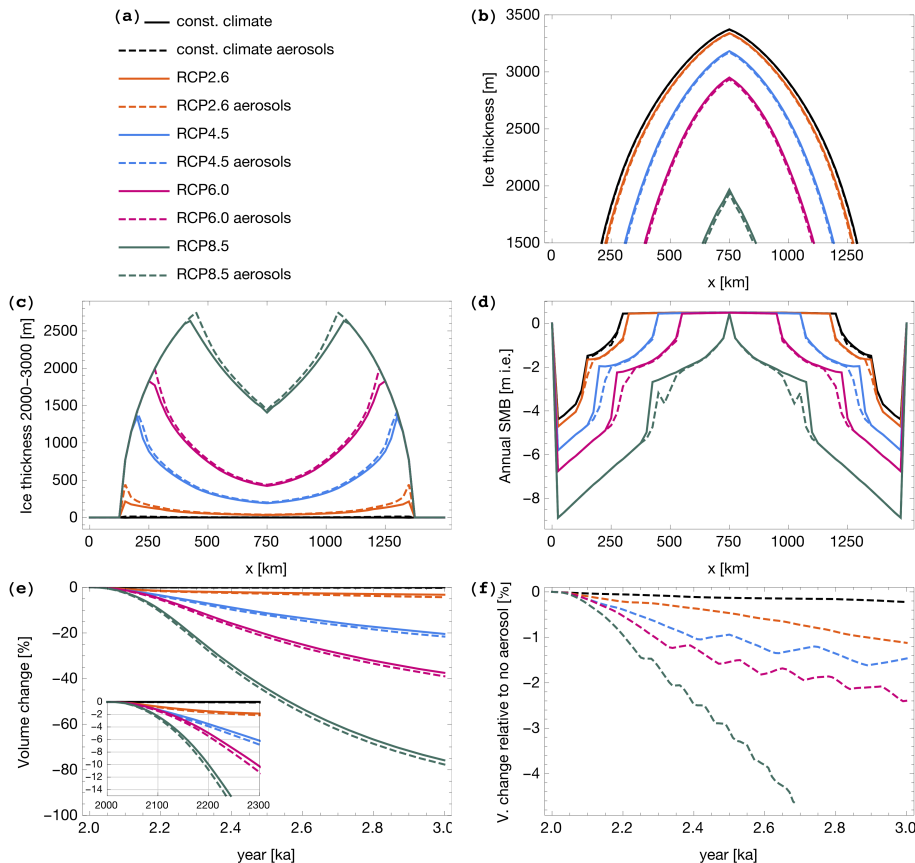 (a)
const. climate
const. climate aerosols
RCP2.6
RCP2.6 aerosols
RCP4.5
RCP4.5 aerosols
RCP6.0
RCP6.0 aerosols
RCP8.5
RCP8.5 aerosols
(b)
Ice thickness [m]
3500
3000
2500
2000
1500
0 250 500 750 1000 1250
x [km]
(c)
Ice thickness 2000–3000 [m]
2500
2000
1500
1000
500
0
0 250 500 750 1000 1250
x [km]
(d)
Annual SMB [m i.e.]
0
−2
−4
−6
−8
0 250 500 750 1000 1250
x [km]
(e)
Volume change [%]
0
−20
−40
−60
−80
−100
0
−2
−4
−6
−8
−10
−12
−14
2000 2100 2200 2300
2.0 2.2 2.4 2.6 2.8 3.0
year [ka]
(f)
V. change relative to no aerosol [%]
0
−1
−2
−3
−4
2.0 2.2 2.4 2.6 2.8 3.0
year [ka]